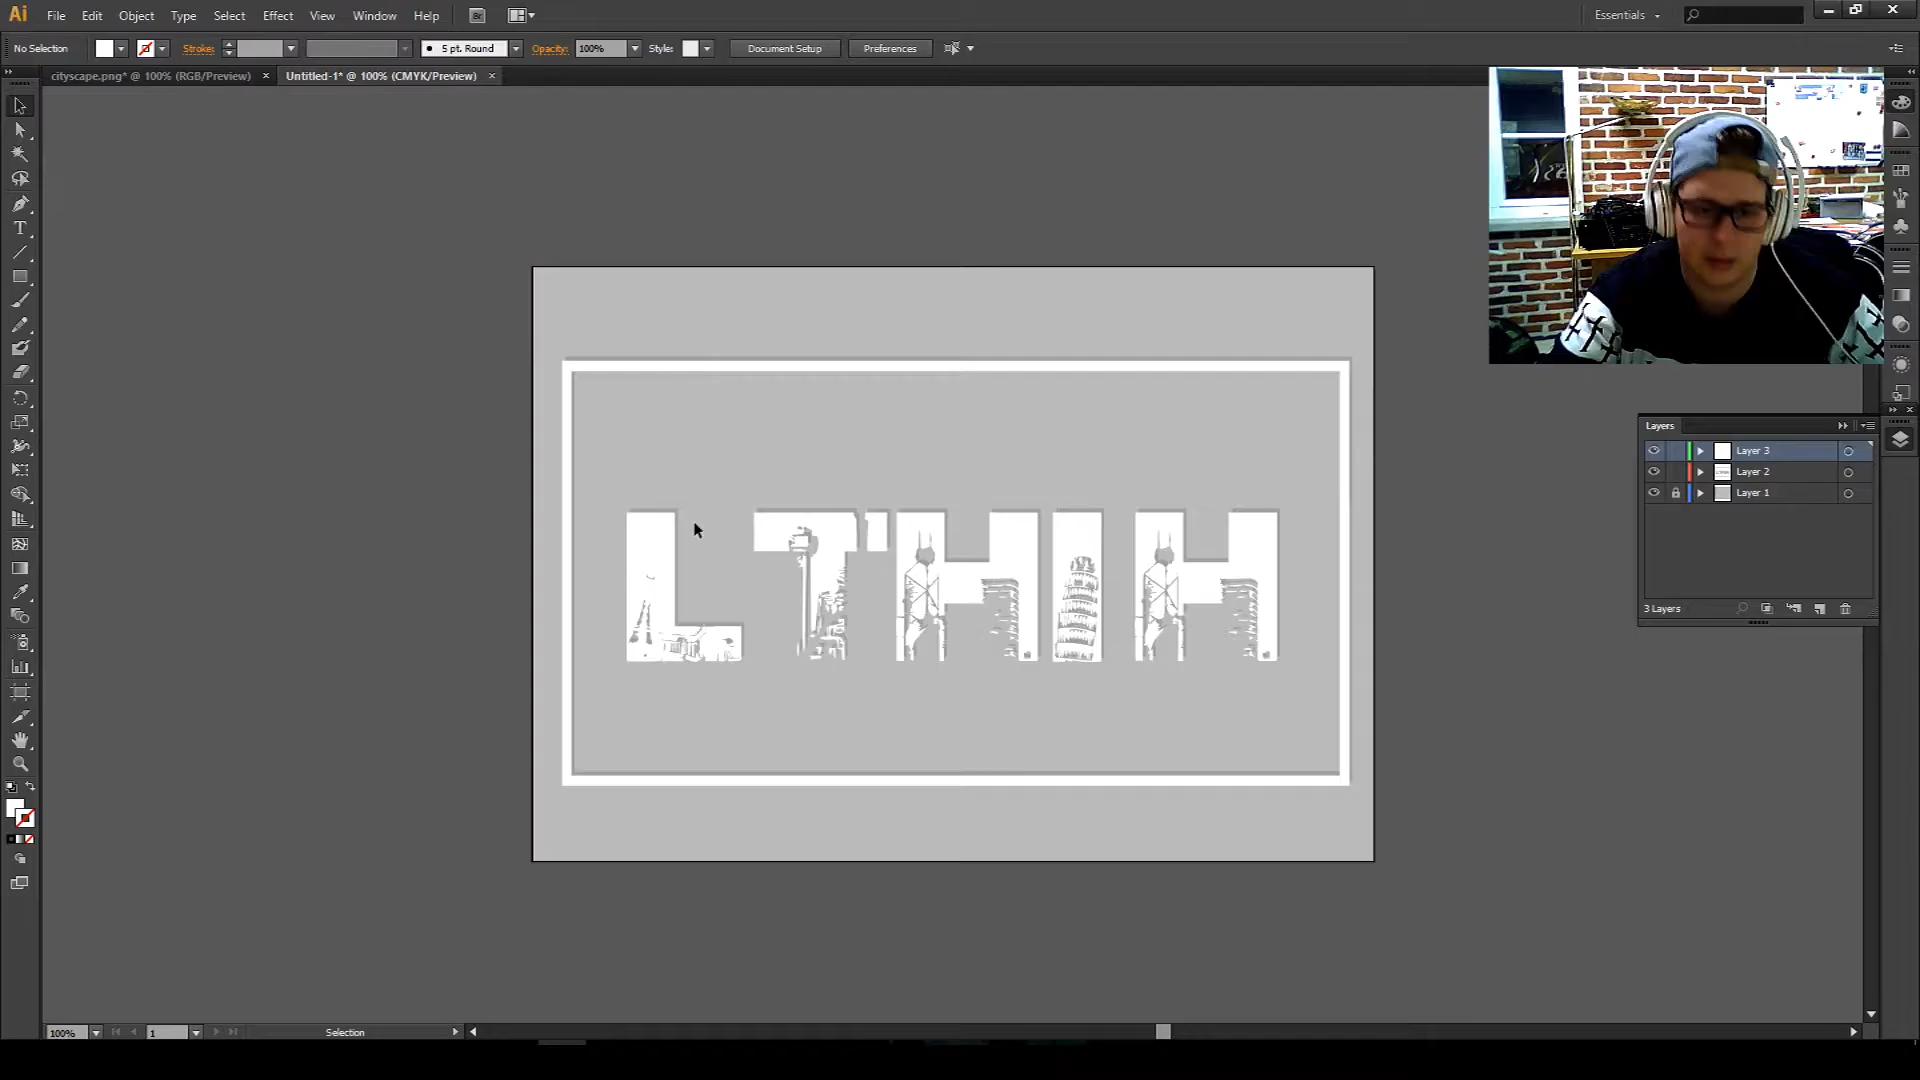 Ai File Edit Object Type Select Effect View Window Help Br Essentials
No Selection Stroke: 5 pt. Round Opacity: 100% Style: Document Setup Preferences
cityscape.png* @ 100% (RGB/Preview) × Untitled-1* @ 100% (CMYK/Preview) ×
Layers
Layer 3
Layer 2
Layer 1
3 Layers
L T'HIH
100% 1 Selection